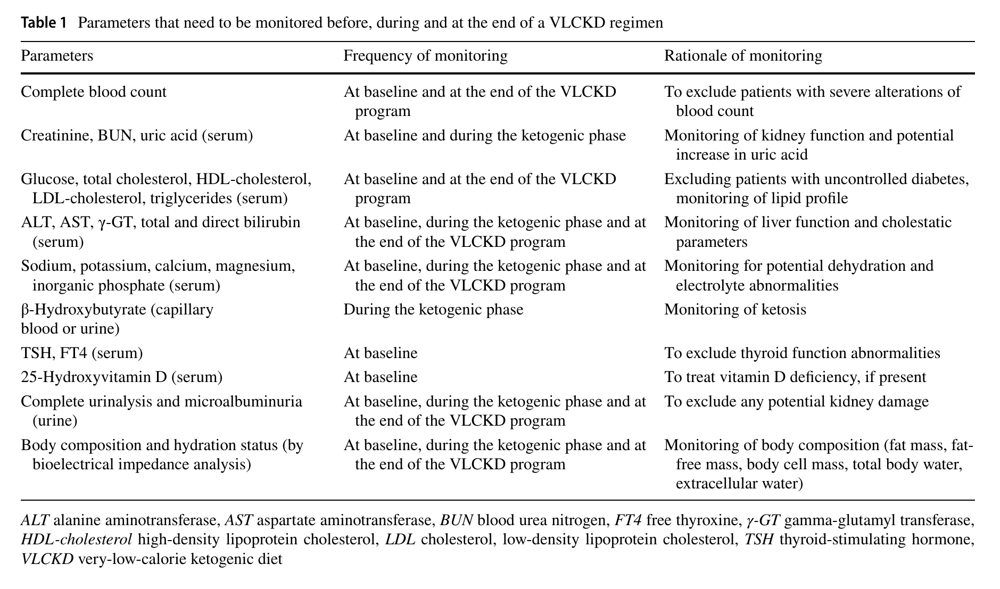 Table 1 Parameters that need to be monitored before, during and at the end of a VLCKD regimen
Parameters Frequency of monitoring Rationale of monitoring
Complete blood count At baseline and at the end of the VLCKD To exclude patients with severe alterations of
program blood count
Creatinine, BUN, uric acid (serum) At baseline and during the ketogenic phase Monitoring of kidney function and potential
increase in uric acid
Glucose, total cholesterol, HDL-cholesterol, At baseline and at the end of the VLCKD Excluding patients with uncontrolled diabetes,
LDL-cholesterol, triglycerides (serum) program monitoring of lipid profile
ALT, AST, γ-GT, total and direct bilirubin At baseline, during the ketogenic phase and at Monitoring of liver function and cholestatic
(serum) the end of the VLCKD program parameters
Sodium, potassium, calcium, magnesium, At baseline, during the ketogenic phase and at Monitoring for potential dehydration and
inorganic phosphate (serum) the end of the VLCKD program electrolyte abnormalities
β-Hydroxybutyrate (capillary During the ketogenic phase Monitoring of ketosis
blood or urine)
TSH, FT4 (serum) At baseline To exclude thyroid function abnormalities
25-Hydroxyvitamin D (serum) At baseline To treat vitamin D deficiency, if present
Complete urinalysis and microalbuminuria At baseline, during the ketogenic phase and at To exclude any potential kidney damage
(urine) the end of the VLCKD program
Body composition and hydration status (by At baseline, during the ketogenic phase and at Monitoring of body composition (fat mass, fat-
bioelectrical impedance analysis) the end of the VLCKD program free mass, body cell mass, total body water,
extracellular water)
ALT alanine aminotransferase, AST aspartate aminotransferase, BUN blood urea nitrogen, FT4 free thyroxine, γ-GT gamma-glutamyl transferase,
HDL-cholesterol high-density lipoprotein cholesterol, LDL cholesterol, low-density lipoprotein cholesterol, TSH thyroid-stimulating hormone,
VLCKD very-low-calorie ketogenic diet